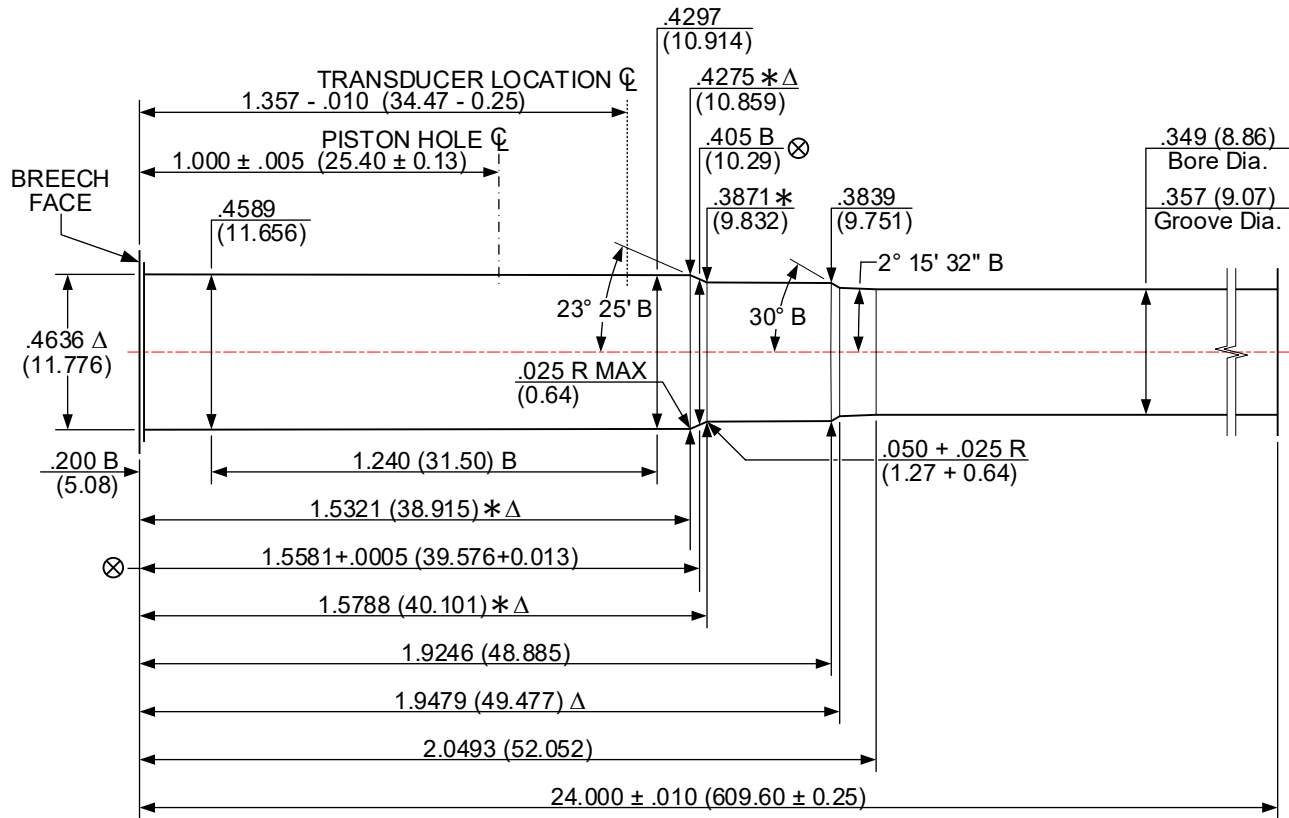 .4297
(10.914)
TRANSDUCER LOCATION ℄
1.357 - .010 (34.47 - 0.25)
.4275 ∗ Δ
(10.859)
PISTON HOLE ℄
1.000 ± .005 (25.40 ± 0.13)
.405 B ⊗
(10.29)
.349 (8.86)
Bore Dia.
BREECH
FACE
.4589
(11.656)
.3871 ∗
(9.832)
.3839
(9.751)
.357 (9.07)
Groove Dia.
2° 15' 32" B
23° 25' B
30° B
.4636 Δ
(11.776)
.025 R MAX
(0.64)
.200 B
(5.08)
1.240 (31.50) B
.050 + .025 R
(1.27 + 0.64)
1.5321 (38.915) ∗ Δ
⊗ 1.5581+.0005 (39.576+0.013)
1.5788 (40.101) ∗ Δ
1.9246 (48.885)
1.9479 (49.477) Δ
2.0493 (52.052)
24.000 ± .010 (609.60 ± 0.25)